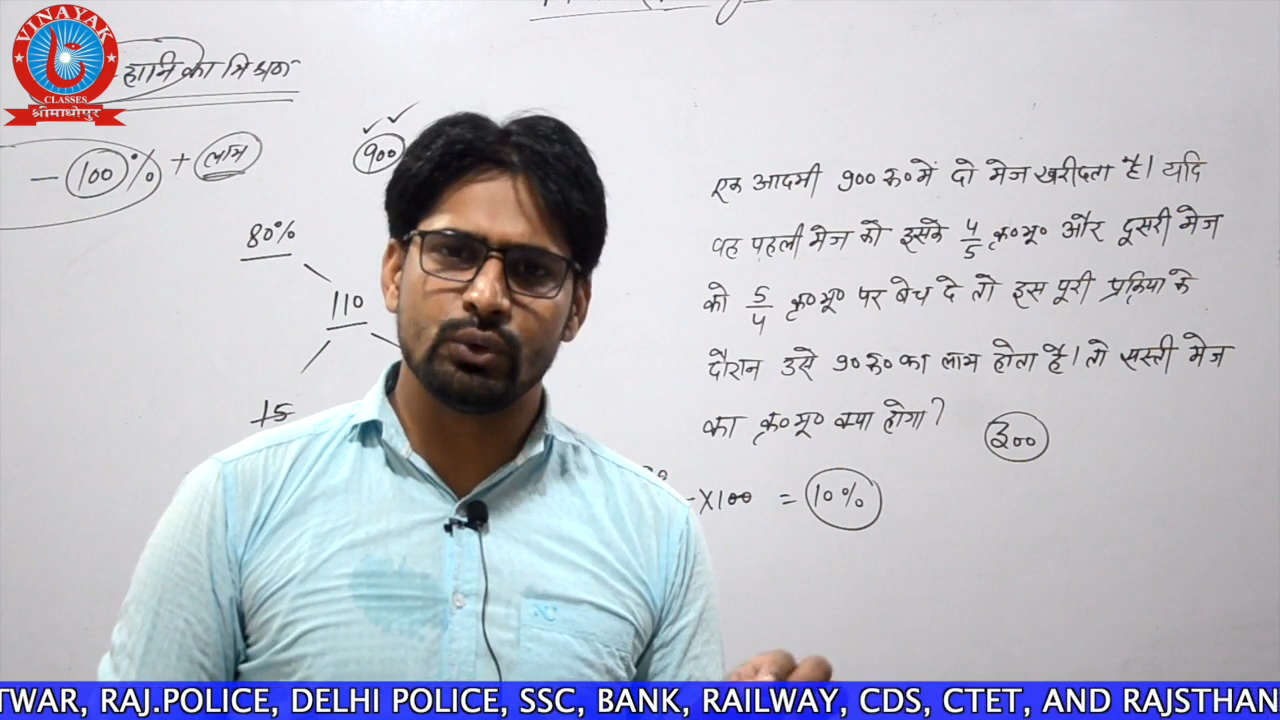 VINAYAK
CLASSES
श्रीमाधोपुर
हानि का मिश्रण
- 100% + लाभ
900
80%
110
15
एक आदमी 900 रु० में दो मेज खरीदता है। यदि
वह पहली मेज को इसके 4/5 क्र०मू० और दूसरी मेज
को 5/4 क्र०मू० पर बेच दे तो इस पूरी प्रक्रिया के
दौरान उसे 90 रु० का लाभ होता है। तो सस्ती मेज
का क्र०मू० क्या होगा?
300
×100 = 10%
TWAR, RAJ.POLICE, DELHI POLICE, SSC, BANK, RAILWAY, CDS, CTET, AND RAJSTHAN